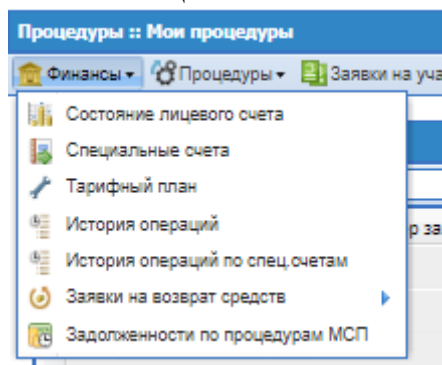 Процедуры :: Мои процедуры
Финансы Процедуры Заявки на уча
Состояние лицевого счета
Специальные счета
Тарифный план
История операций
р за
История операций по спец.счетам
Заявки на возврат средств
Задолженности по процедурам МСП